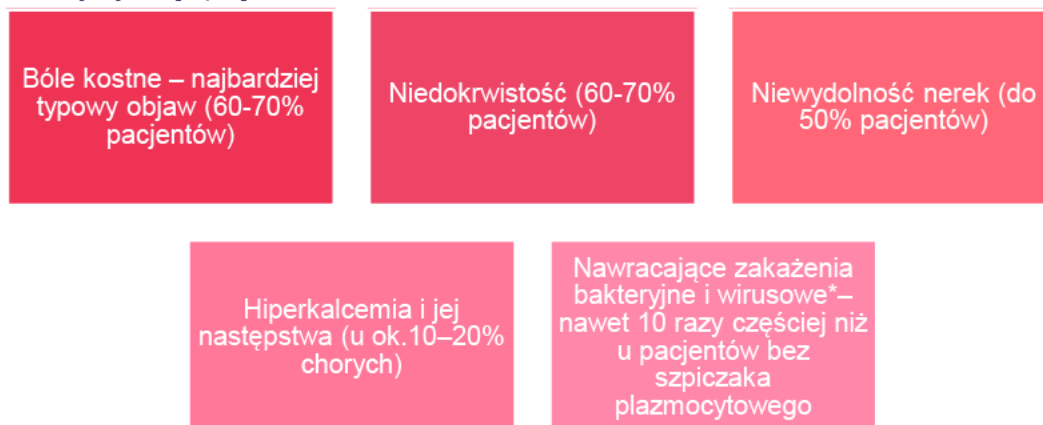 Bóle kostne – najbardziej
typowy objaw (60-70%
pacjentów)
Niedokrwistość (60-70%
pacjentów)
Niewydolność nerek (do
50% pacjentów)
Hiperkalcemia i jej
następstwa (u ok.10–20%
chorych)
Nawracające zakażenia
bakteryjne i wirusowe*–
nawet 10 razy częściej niż
u pacjentów bez
szpiczaka
plazmocytowego